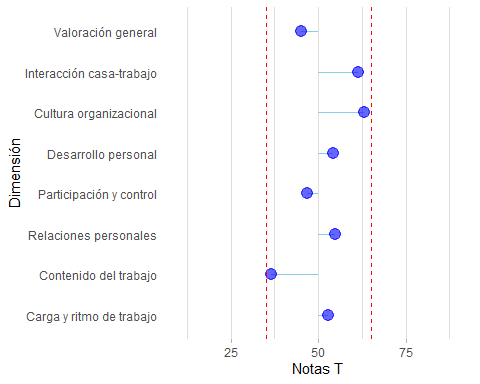 Valoración general
Interacción casa-trabajo
Cultura organizacional
Desarrollo personal
Participación y control
Relaciones personales
Contenido del trabajo
Carga y ritmo de trabajo
Dimensión
25 50 75
Notas T